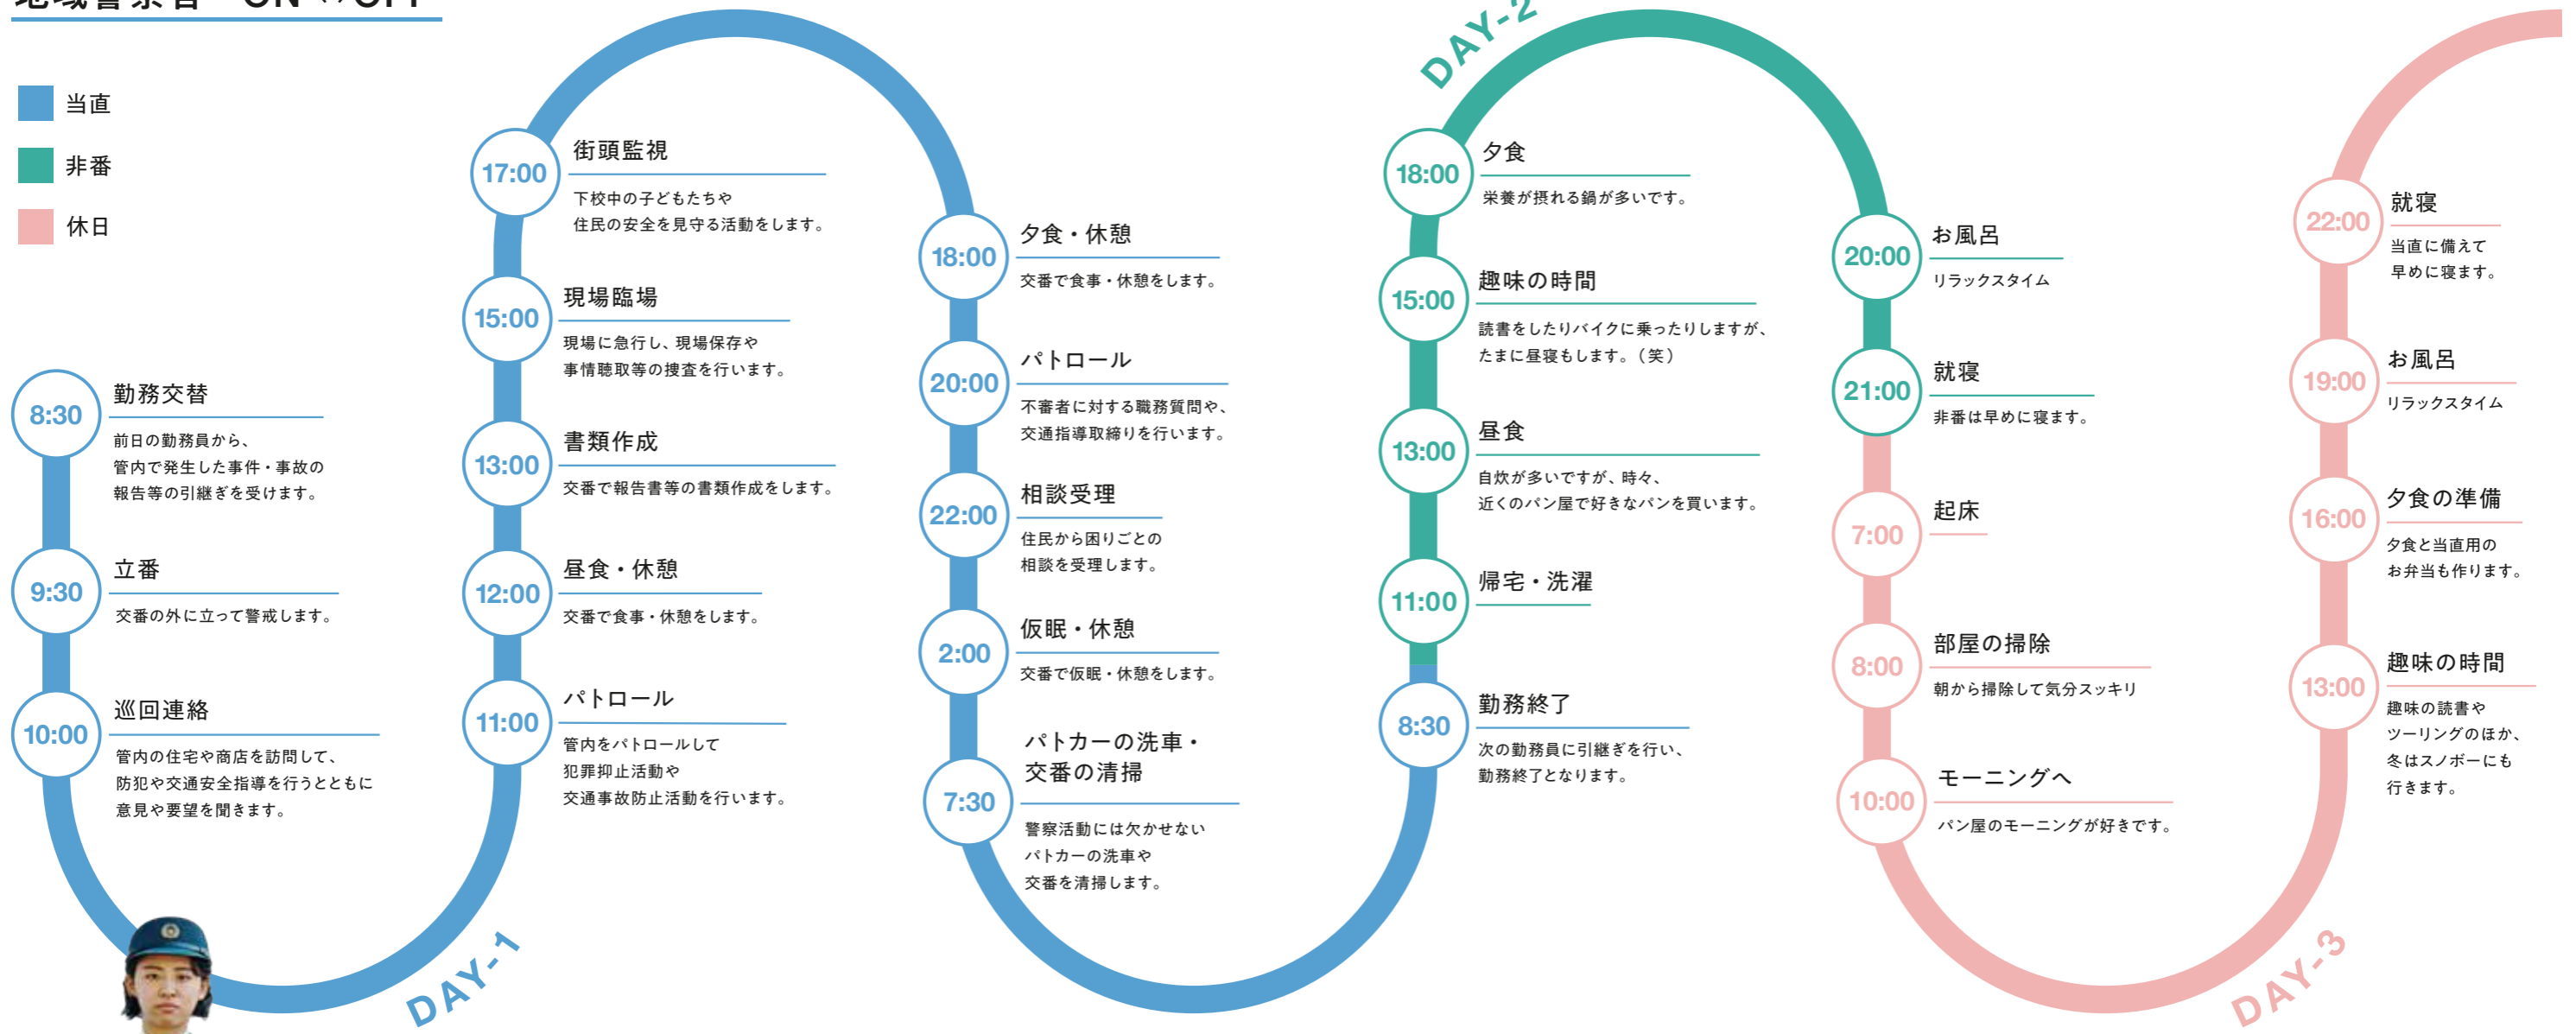 地域警察官 ON↔OFF
当直
非番
休日
8:30
勤務交替
前日の勤務員から、
管内で発生した事件・事故の
報告等の引継ぎを受けます。
9:30
立番
交番の外に立って警戒します。
10:00
巡回連絡
管内の住宅や商店を訪問して、
防犯や交通安全指導を行うとともに
意見や要望を聞きます。
DAY-1
11:00
パトロール
管内をパトロールして
犯罪抑止活動や
交通事故防止活動を行います。
12:00
昼食・休憩
交番で食事・休憩をします。
13:00
書類作成
交番で報告書等の書類作成をします。
15:00
現場臨場
現場に急行し、現場保存や
事情聴取等の捜査を行います。
17:00
街頭監視
下校中の子どもたちや
住民の安全を見守る活動をします。
18:00
夕食・休憩
交番で食事・休憩をします。
20:00
パトロール
不審者に対する職務質問や、
交通指導取締りを行います。
22:00
相談受理
住民から困りごとの
相談を受理します。
2:00
仮眠・休憩
交番で仮眠・休憩をします。
7:30
パトカーの洗車・
交番の清掃
警察活動には欠かせない
パトカーの洗車や
交番を清掃します。
8:30
勤務終了
次の勤務員に引継ぎを行い、
勤務終了となります。
11:00
帰宅・洗濯
13:00
昼食
自炊が多いですが、時々、
近くのパン屋で好きなパンを買います。
15:00
趣味の時間
読書をしたりバイクに乗ったりしますが、
たまに昼寝もします。(笑)
18:00
夕食
栄養が摂れる鍋が多いです。
DAY-2
20:00
お風呂
リラックスタイム
21:00
就寝
非番は早めに寝ます。
7:00
起床
8:00
部屋の掃除
朝から掃除して気分スッキリ
10:00
モーニングへ
パン屋のモーニングが好きです。
DAY-3
13:00
趣味の時間
趣味の読書や
ツーリングのほか、
冬はスノボーにも
行きます。
16:00
夕食の準備
夕食と当直用の
お弁当も作ります。
19:00
お風呂
リラックスタイム
22:00
就寝
当直に備えて
早めに寝ます。